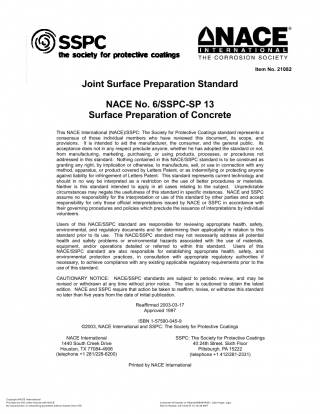 SSPC
the society for protective coatings
NACE
INTERNATIONAL
THE CORROSION SOCIETY
Item No. 21082
Joint Surface Preparation Standard
NACE No. 6/SSPC-SP 13
Surface Preparation of Concrete
This NACE International (NACE)/SSPC: The Society for Protective Coatings standard represents a
consensus of those individual members who have reviewed this document, its scope, and
provisions. It is intended to aid the manufacturer, the consumer, and the general public. Its
acceptance does not in any respect preclude anyone, whether he has adopted the standard or not,
from manufacturing, marketing, purchasing, or using products, processes, or procedures not
addressed in this standard. Nothing contained in this NACE/SSPC standard is to be construed as
granting any right, by implication or otherwise, to manufacture, sell, or use in connection with any
method, apparatus, or product covered by Letters Patent, or as indemnifying or protecting anyone
against liability for infringement of Letters Patent. This standard represents current technology and
should in no way be interpreted as a restriction on the use of better procedures or materials.
Neither is this standard intended to apply in all cases relating to the subject. Unpredictable
circumstances may negate the usefulness of this standard in specific instances. NACE and SSPC
assume no responsibility for the interpretation or use of this standard by other parties and accept
responsibility for only those official interpretations issued by NACE or SSPC in accordance with
their governing procedures and policies which preclude the issuance of interpretations by individual
volunteers.
Users of this NACE/SSPC standard are responsible for reviewing appropriate health, safety,
environmental, and regulatory documents and for determining their applicability in relation to this
standard prior to its use. This NACE/SSPC standard may not necessarily address all potential
health and safety problems or environmental hazards associated with the use of materials,
equipment, and/or operations detailed or referred to within this standard. Users of this
NACE/SSPC standard are also responsible for establishing appropriate health, safety, and
environmental protection practices, in consultation with appropriate regulatory authorities if
necessary, to achieve compliance with any existing applicable regulatory requirements prior to the
use of this standard.
CAUTIONARY NOTICE: NACE/SSPC standards are subject to periodic review, and may be
revised or withdrawn at any time without prior notice. The user is cautioned to obtain the latest
edition. NACE and SSPC require that action be taken to reaffirm, revise, or withdraw this standard
no later than five years from the date of initial publication.
Reaffirmed 2003-03-17
Approved 1997
ISBN 1-57590-045-9
©2003, NACE International and SSPC: The Society for Protective Coatings
NACE International
1440 South Creek Drive
Houston, TX 77084-4906
(telephone +1 281/228-6200)
SSPC: The Society for Protective Coatings
40 24th Street, Sixth Floor
Pittsburgh, PA 15222
(telephone +1 412/281-2331)
Printed by NACE International